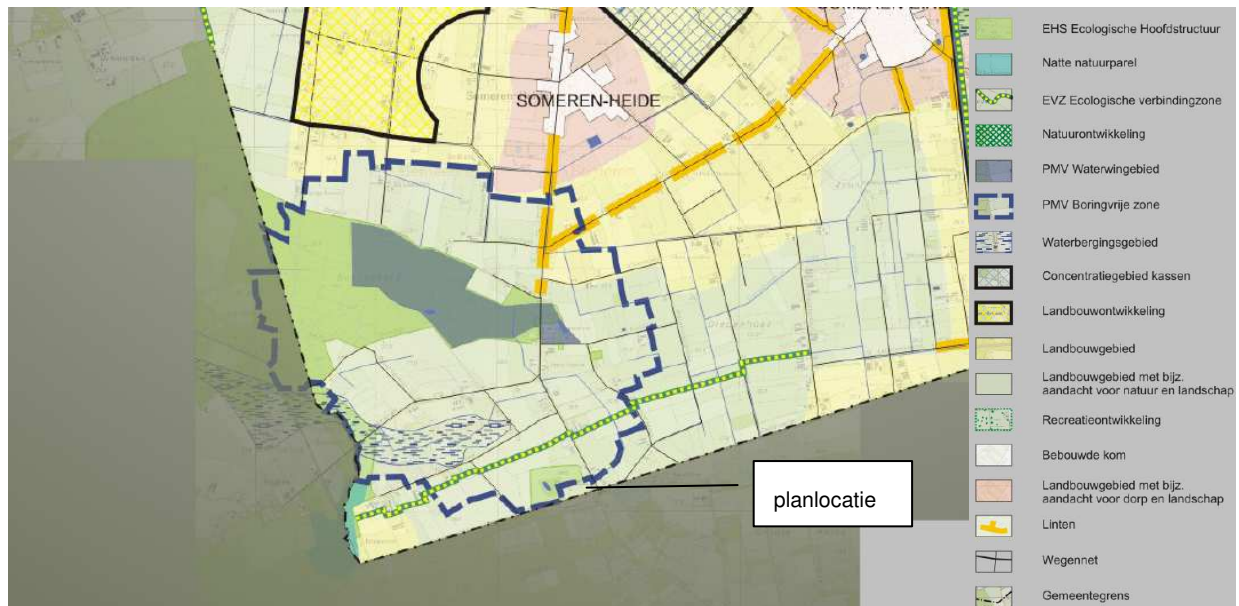 SOMEREN-HEIDE
planlocatie
EHS Ecologische Hoofdstructuur
Natte natuurparel
EVZ Ecologische verbindingzone
Natuurontwikkeling
PMV Waterwingebied
PMV Boringvrije zone
Waterbergingsgebied
Concentratiegebied kassen
Landbouwontwikkeling
Landbouwgebied
Landbouwgebied met bijz.
aandacht voor natuur en landschap
Recreatieontwikkeling
Bebouwde kom
Landbouwgebied met bijz.
aandacht voor dorp en landschap
Linten
Wegennet
Gemeentegrens